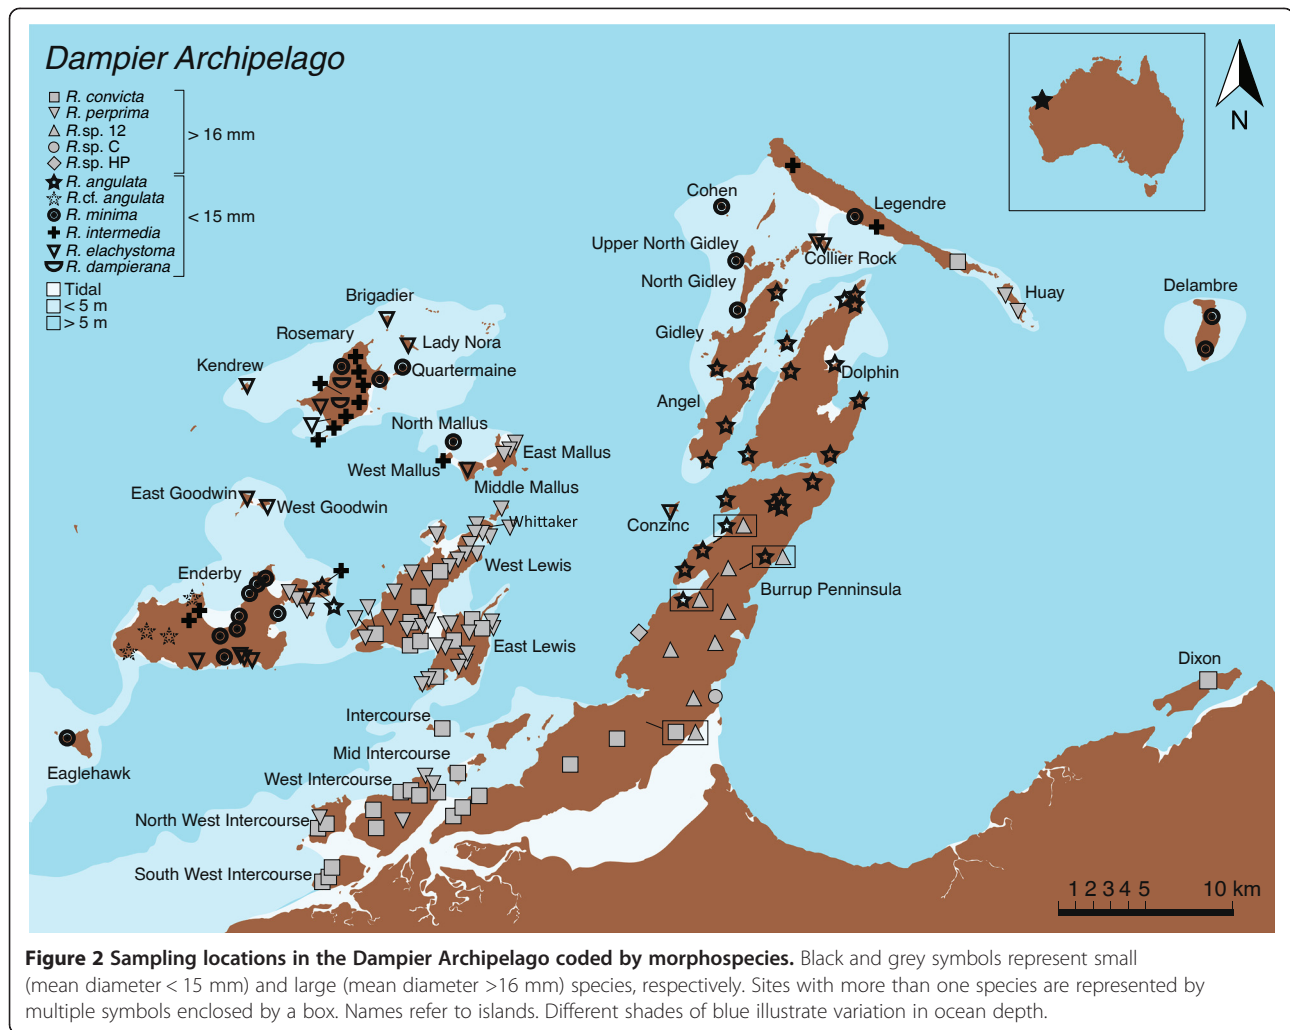 Dampier Archipelago
R. convicta
R. perprima
R.sp. 12
R.sp. C
R.sp. HP
> 16 mm
R. angulata
R.cf. angulata
R. minima
R. intermedia
R. elachystoma
R. dampierana
< 15 mm
Tidal
< 5 m
> 5 m
N
Cohen
Legendre
Upper North Gidley
Collier Rock
North Gidley
Huay
Delambre
Brigadier
Rosemary
Gidley
Lady Nora
Kendrew
Quartermaine
Dolphin
Angel
North Mallus
East Mallus
West Mallus
Middle Mallus
East Goodwin
West Goodwin
Whittaker
Conzinc
West Lewis
Enderby
Burrup Penninsula
East Lewis
Dixon
Intercourse
Mid Intercourse
Eaglehawk
West Intercourse
North West Intercourse
South West Intercourse
1 2 3 4 5 10 km
Figure 2 Sampling locations in the Dampier Archipelago coded by morphospecies. Black and grey symbols represent small
(mean diameter < 15 mm) and large (mean diameter >16 mm) species, respectively. Sites with more than one species are represented by
multiple symbols enclosed by a box. Names refer to islands. Different shades of blue illustrate variation in ocean depth.